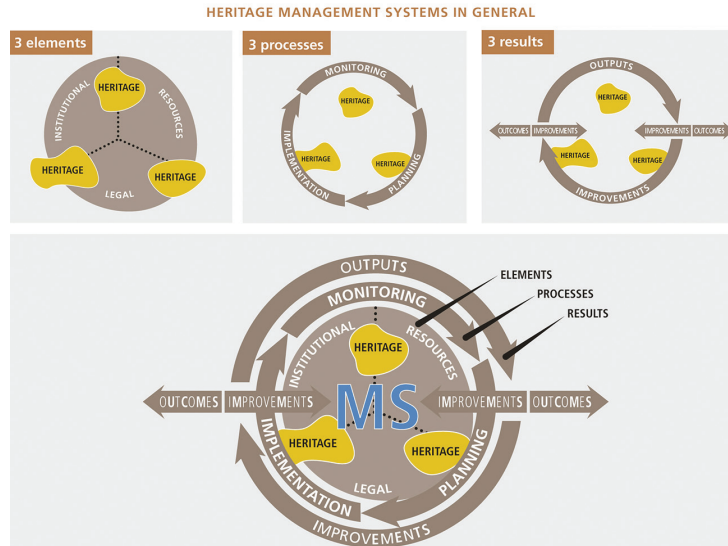 HERITAGE MANAGEMENT SYSTEMS IN GENERAL
3 elements
INSTITUTIONAL
HERITAGE
RESOURCES
HERITAGE
HERITAGE
LEGAL
3 processes
MONITORING
HERITAGE
IMPLEMENTATION
HERITAGE
HERITAGE
PLANNING
3 results
OUTPUTS
HERITAGE
OUTCOMES IMPROVEMENTS
IMPROVEMENTS OUTCOMES
HERITAGE
HERITAGE
IMPROVEMENTS
OUTPUTS
MONITORING
ELEMENTS
PROCESSES
RESULTS
INSTITUTIONAL
HERITAGE
RESOURCES
OUTCOMES IMPROVEMENTS
MS
IMPROVEMENTS OUTCOMES
HERITAGE
HERITAGE
IMPLEMENTATION
PLANNING
LEGAL
IMPROVEMENTS